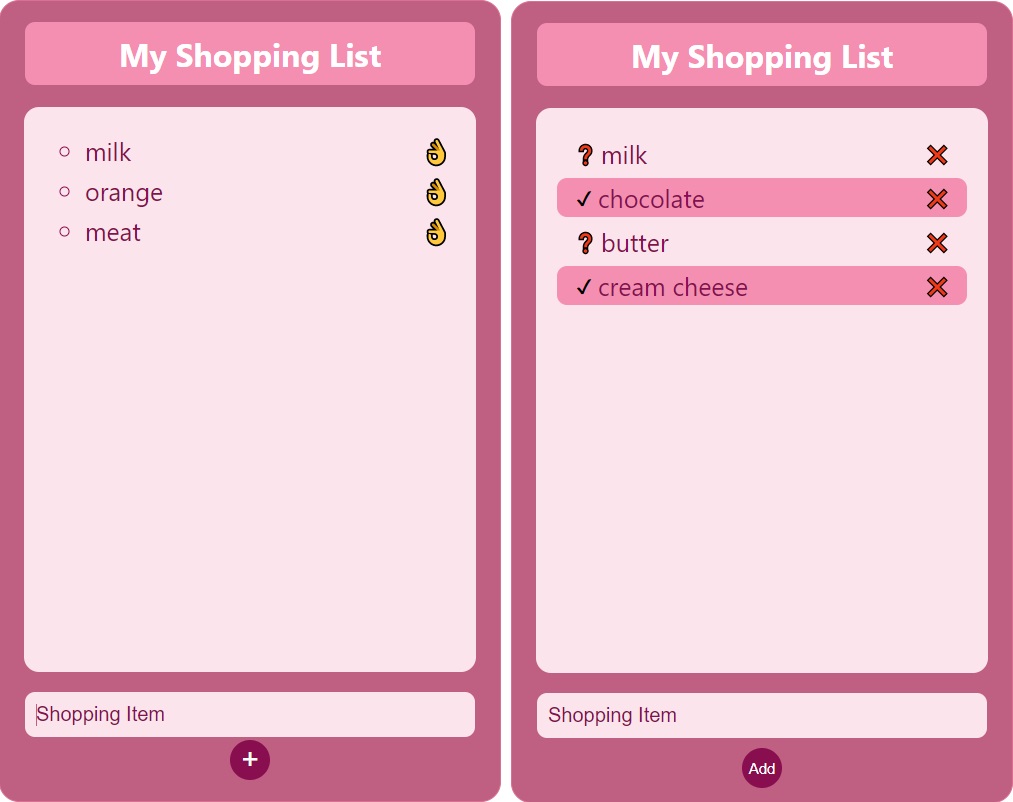 My Shopping List
milk
orange
meat
Shopping Item
+
My Shopping List
❓ milk ❌
✓ chocolate ❌
❓ butter ❌
✓ cream cheese ❌
Shopping Item
Add